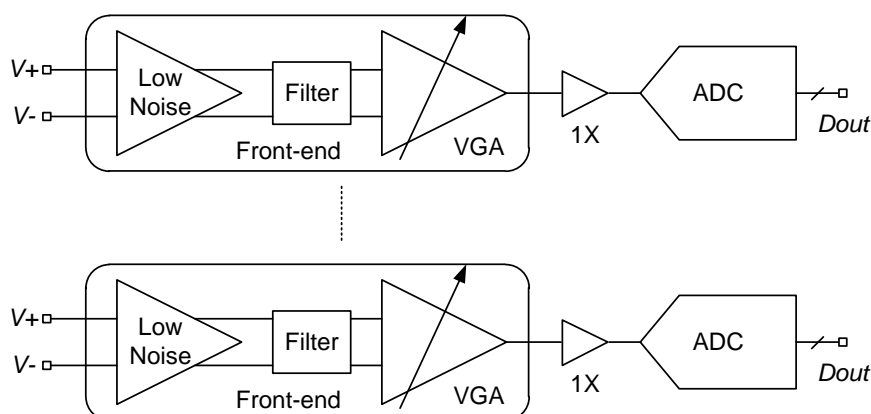 V+
V-
Low
Noise
Filter
Front-end
VGA
1X
ADC
Dout
V+
V-
Low
Noise
Filter
Front-end
VGA
1X
ADC
Dout